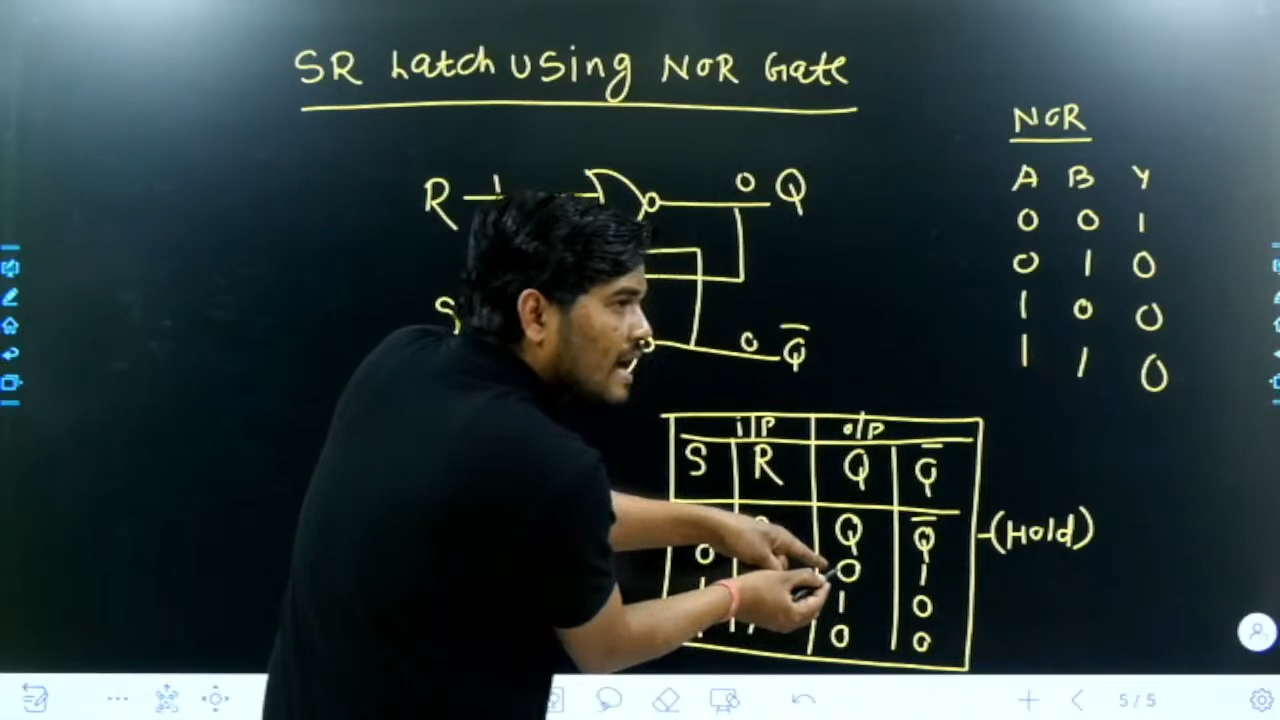 SR Latch Using NOR Gate
NOR
A B Y
0 0 1
0 1 0
1 0 0
1 1 0
R 1 0 Q
S
0 Q̅
i/p o/p
S R Q Q̅
Q Q̅ (Hold)
0 0 1
1 0
0 0
5/5